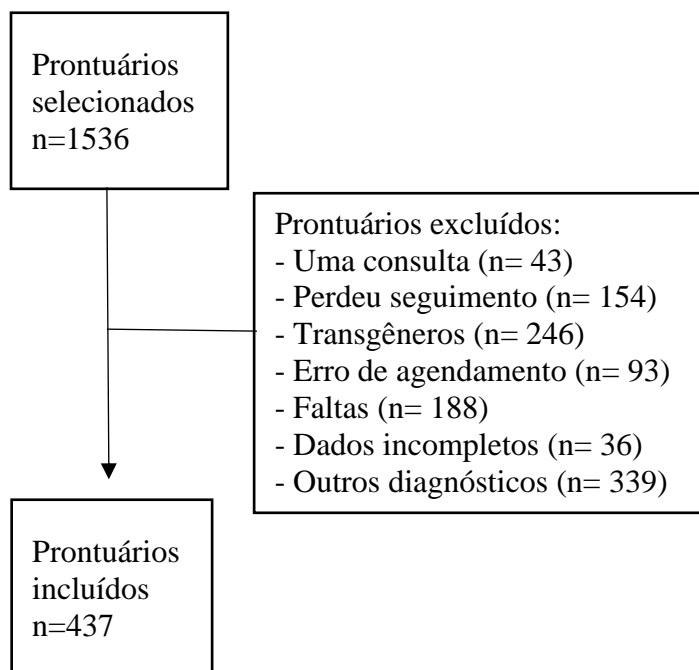 Prontuários
selecionados
n=1536
Prontuários excluídos:
- Uma consulta (n= 43)
- Perdeu seguimento (n= 154)
- Transgêneros (n= 246)
- Erro de agendamento (n= 93)
- Faltas (n= 188)
- Dados incompletos (n= 36)
- Outros diagnósticos (n= 339)
Prontuários
incluídos
n=437